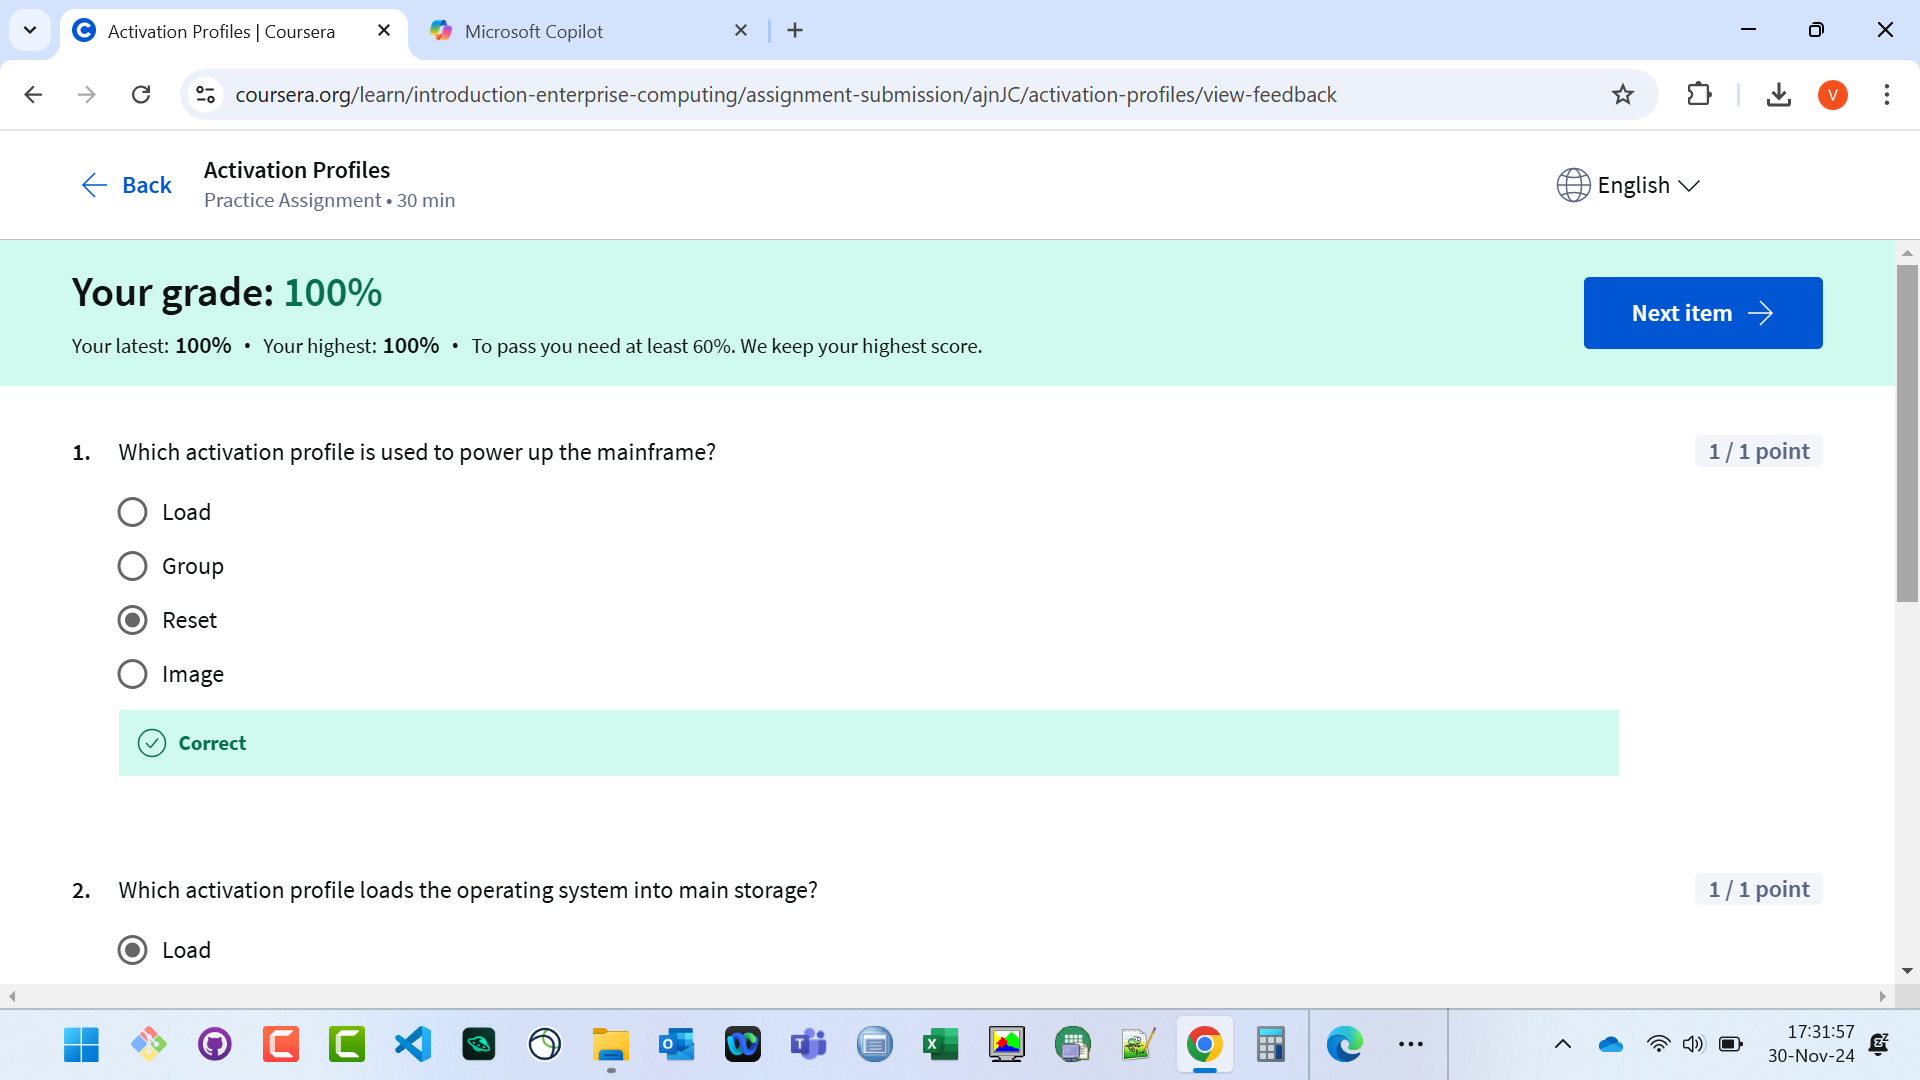 Activation Profiles | Coursera
Microsoft Copilot
coursera.org/learn/introduction-enterprise-computing/assignment-submission/ajnJC/activation-profiles/view-feedback
V
Back
Activation Profiles
Practice Assignment • 30 min
English
Your grade: 100%
Your latest: 100% • Your highest: 100% • To pass you need at least 60%. We keep your highest score.
Next item
1. Which activation profile is used to power up the mainframe?
1 / 1 point
Load
Group
Reset
Image
Correct
2. Which activation profile loads the operating system into main storage?
1 / 1 point
Load
17:31:57
30-Nov-24